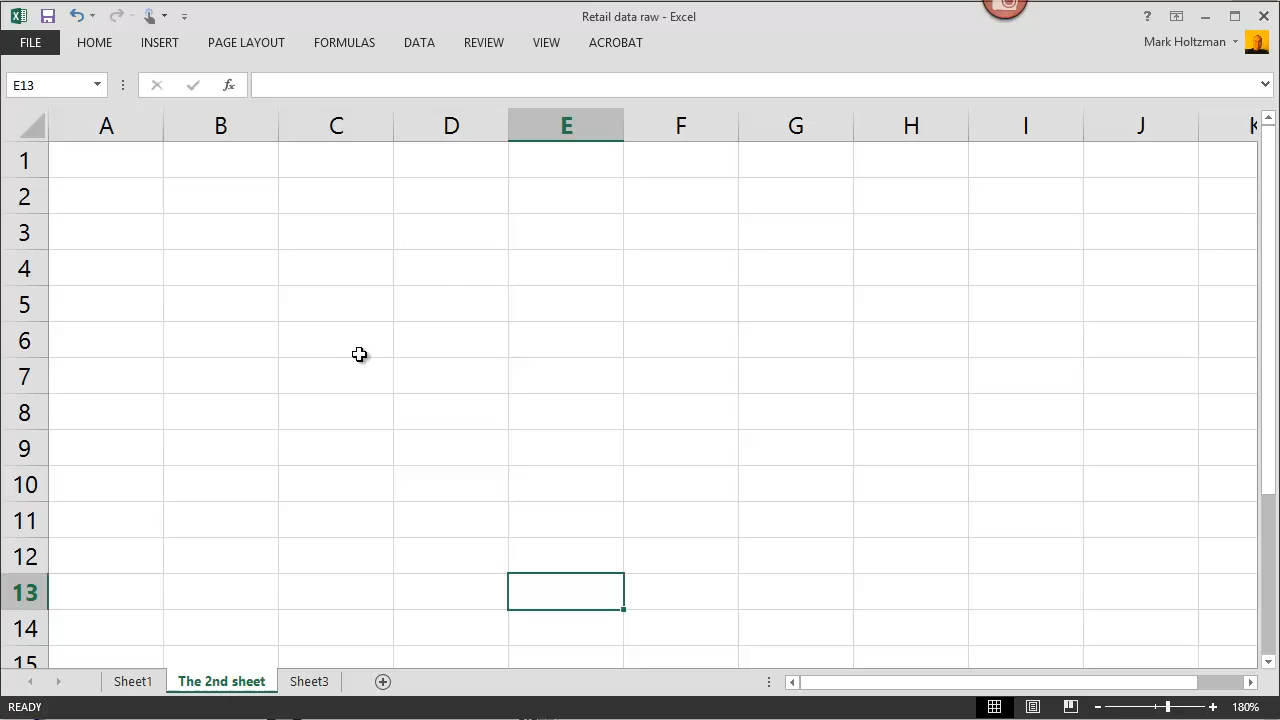 Retail data raw - Excel
?
FILE HOME INSERT PAGE LAYOUT FORMULAS DATA REVIEW VIEW ACROBAT
Mark Holtzman
E13
fx
A B C D E F G H I J K
1
2
3
4
5
6
7
8
9
10
11
12
13
14
15
Sheet1 The 2nd sheet Sheet3
READY
180%